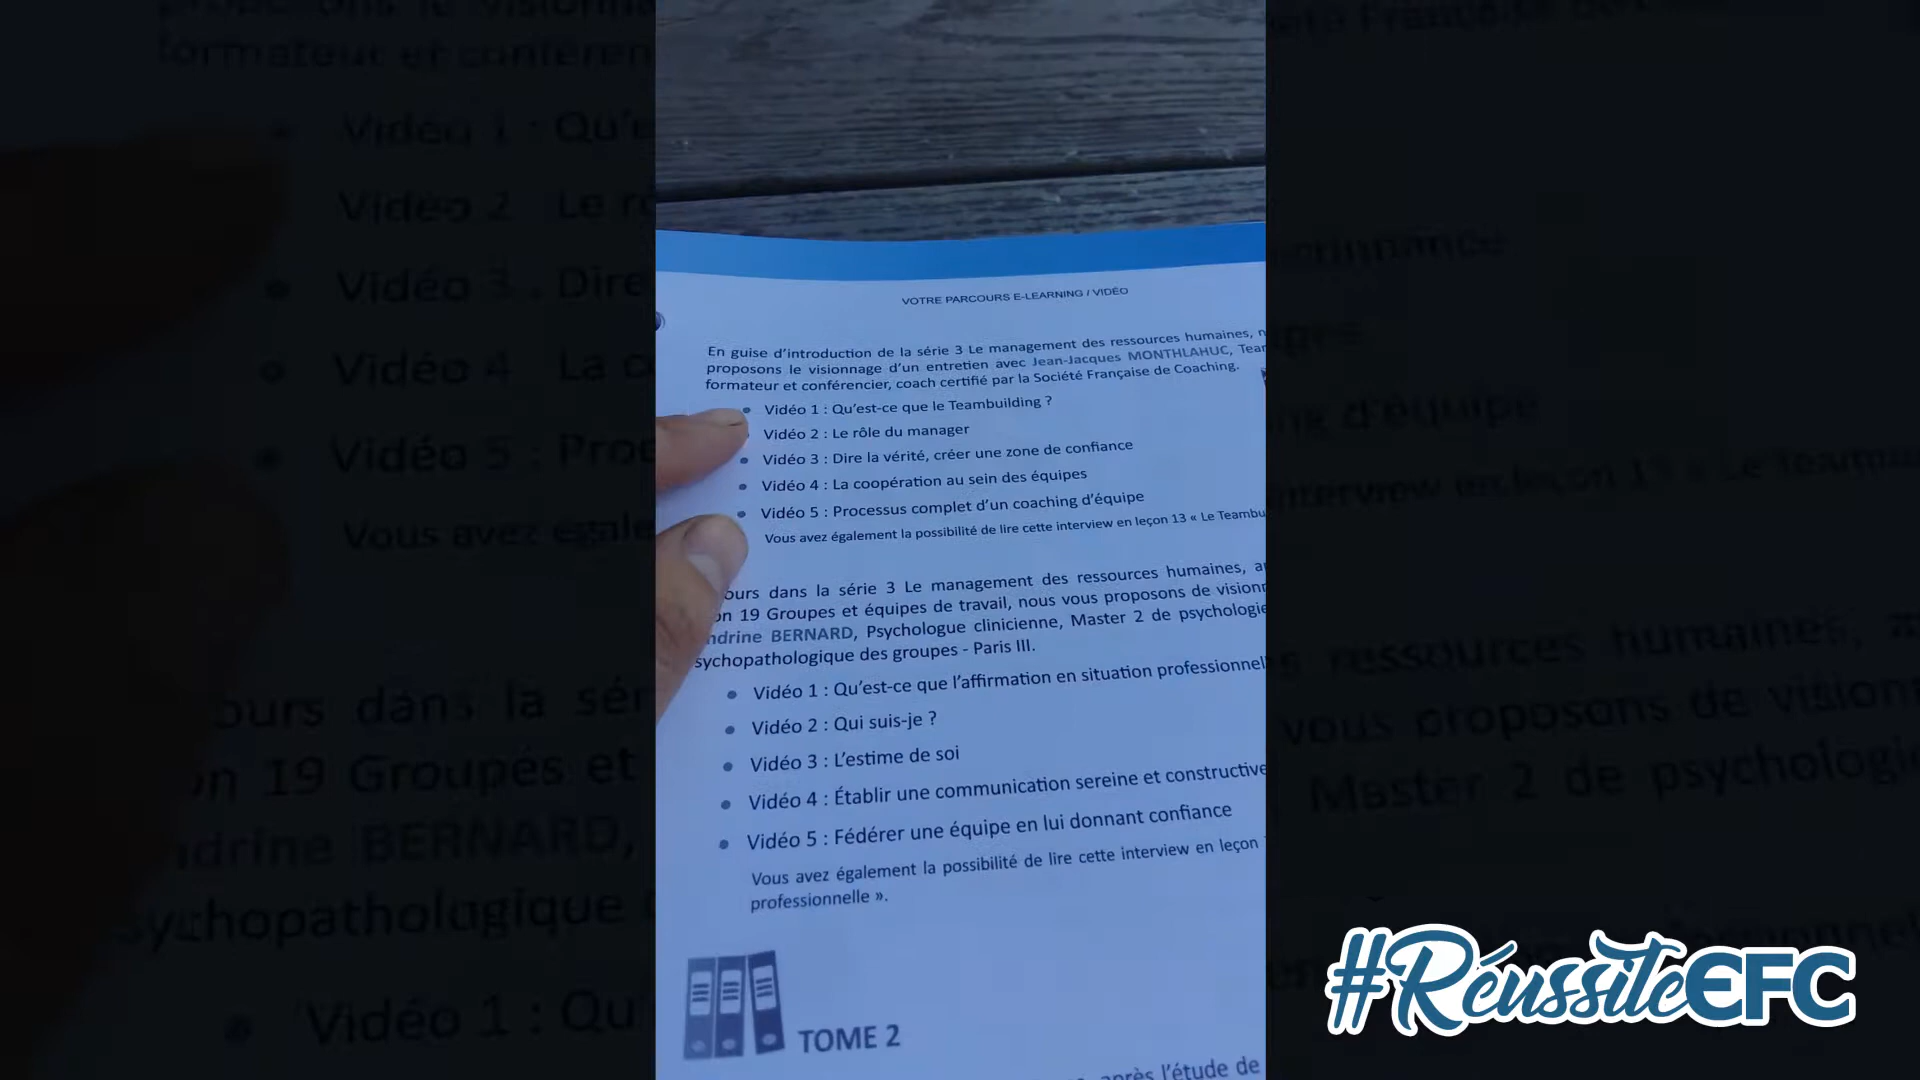 VOTRE PARCOURS E-LEARNING / VIDÉO
En guise d'introduction de la série 3 Le management des ressources humaines,
proposons le visionnage d'un entretien avec Jean-Jacques MONTHLAHUC,
formateur et conférencier, coach certifié par la Société Française de Coaching.
• Vidéo 1 : Qu'est-ce que le Teambuilding ?
Vidéo 2 : Le rôle du manager
• Vidéo 3 : Dire la vérité, créer une zone de confiance
• Vidéo 4 : La coopération au sein des équipes
• Vidéo 5 : Processus complet d'un coaching d'équipe
Vous avez également la possibilité de lire cette interview en leçon 13 « Le Teambu
ours dans la série 3 Le management des ressources humaines,
on 19 Groupes et équipes de travail, nous vous proposons de visionn
ndrine BERNARD, Psychologue clinicienne, Master 2 de psychologie
sychopathologique des groupes - Paris III.
• Vidéo 1 : Qu'est-ce que l'affirmation en situation professionnel
• Vidéo 2 : Qui suis-je ?
• Vidéo 3 : L'estime de soi
• Vidéo 4 : Établir une communication sereine et constructive
• Vidéo 5 : Fédérer une équipe en lui donnant confiance
Vous avez également la possibilité de lire cette interview en leçon
professionnelle ».
TOME 2
après l'étude de
#RéussiteEFC